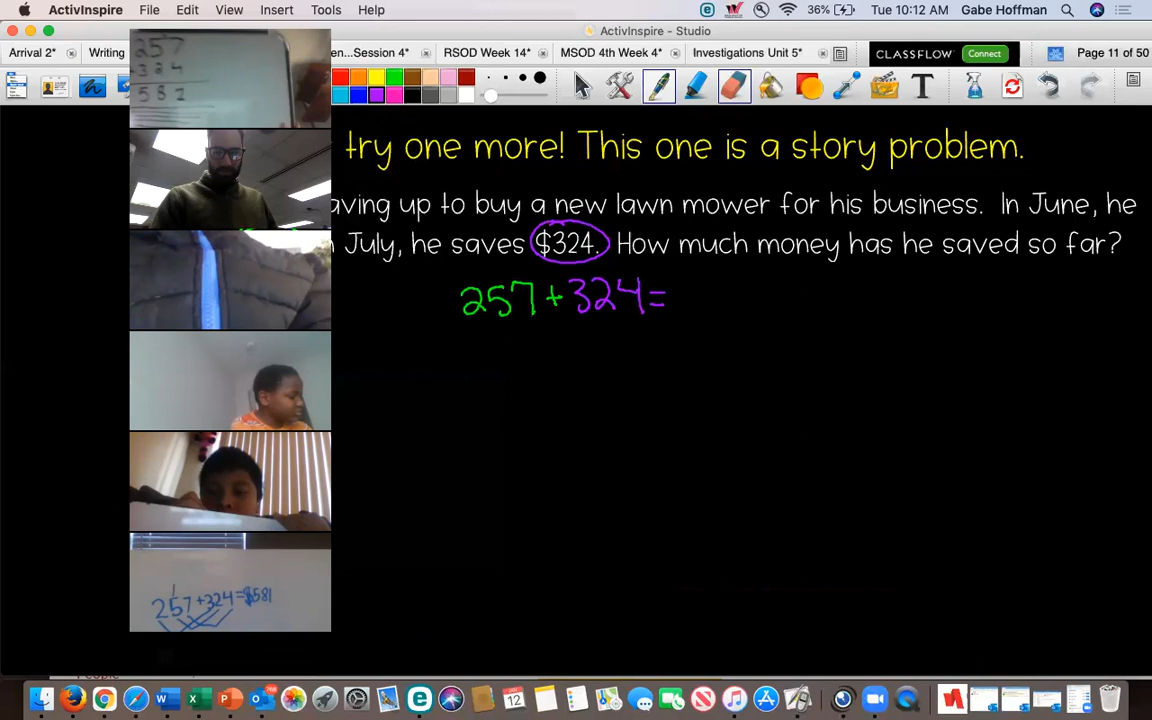 ActivInspire File Edit View Insert Tools Help 36% Tue 10:12 AM Gabe Hoffman
ActivInspire - Studio
Arrival 2* Writing en...Session 4* RSOD Week 14* MSOD 4th Week 4* Investigations Unit 5* CLASSFLOW Connect Page 11 of 50
try one more! This one is a story problem.
aving up to buy a new lawn mower for his business. In June, he
July, he saves $324. How much money has he saved so far?
257+324=
257
324
581
257+324=$581
1
JAN
12